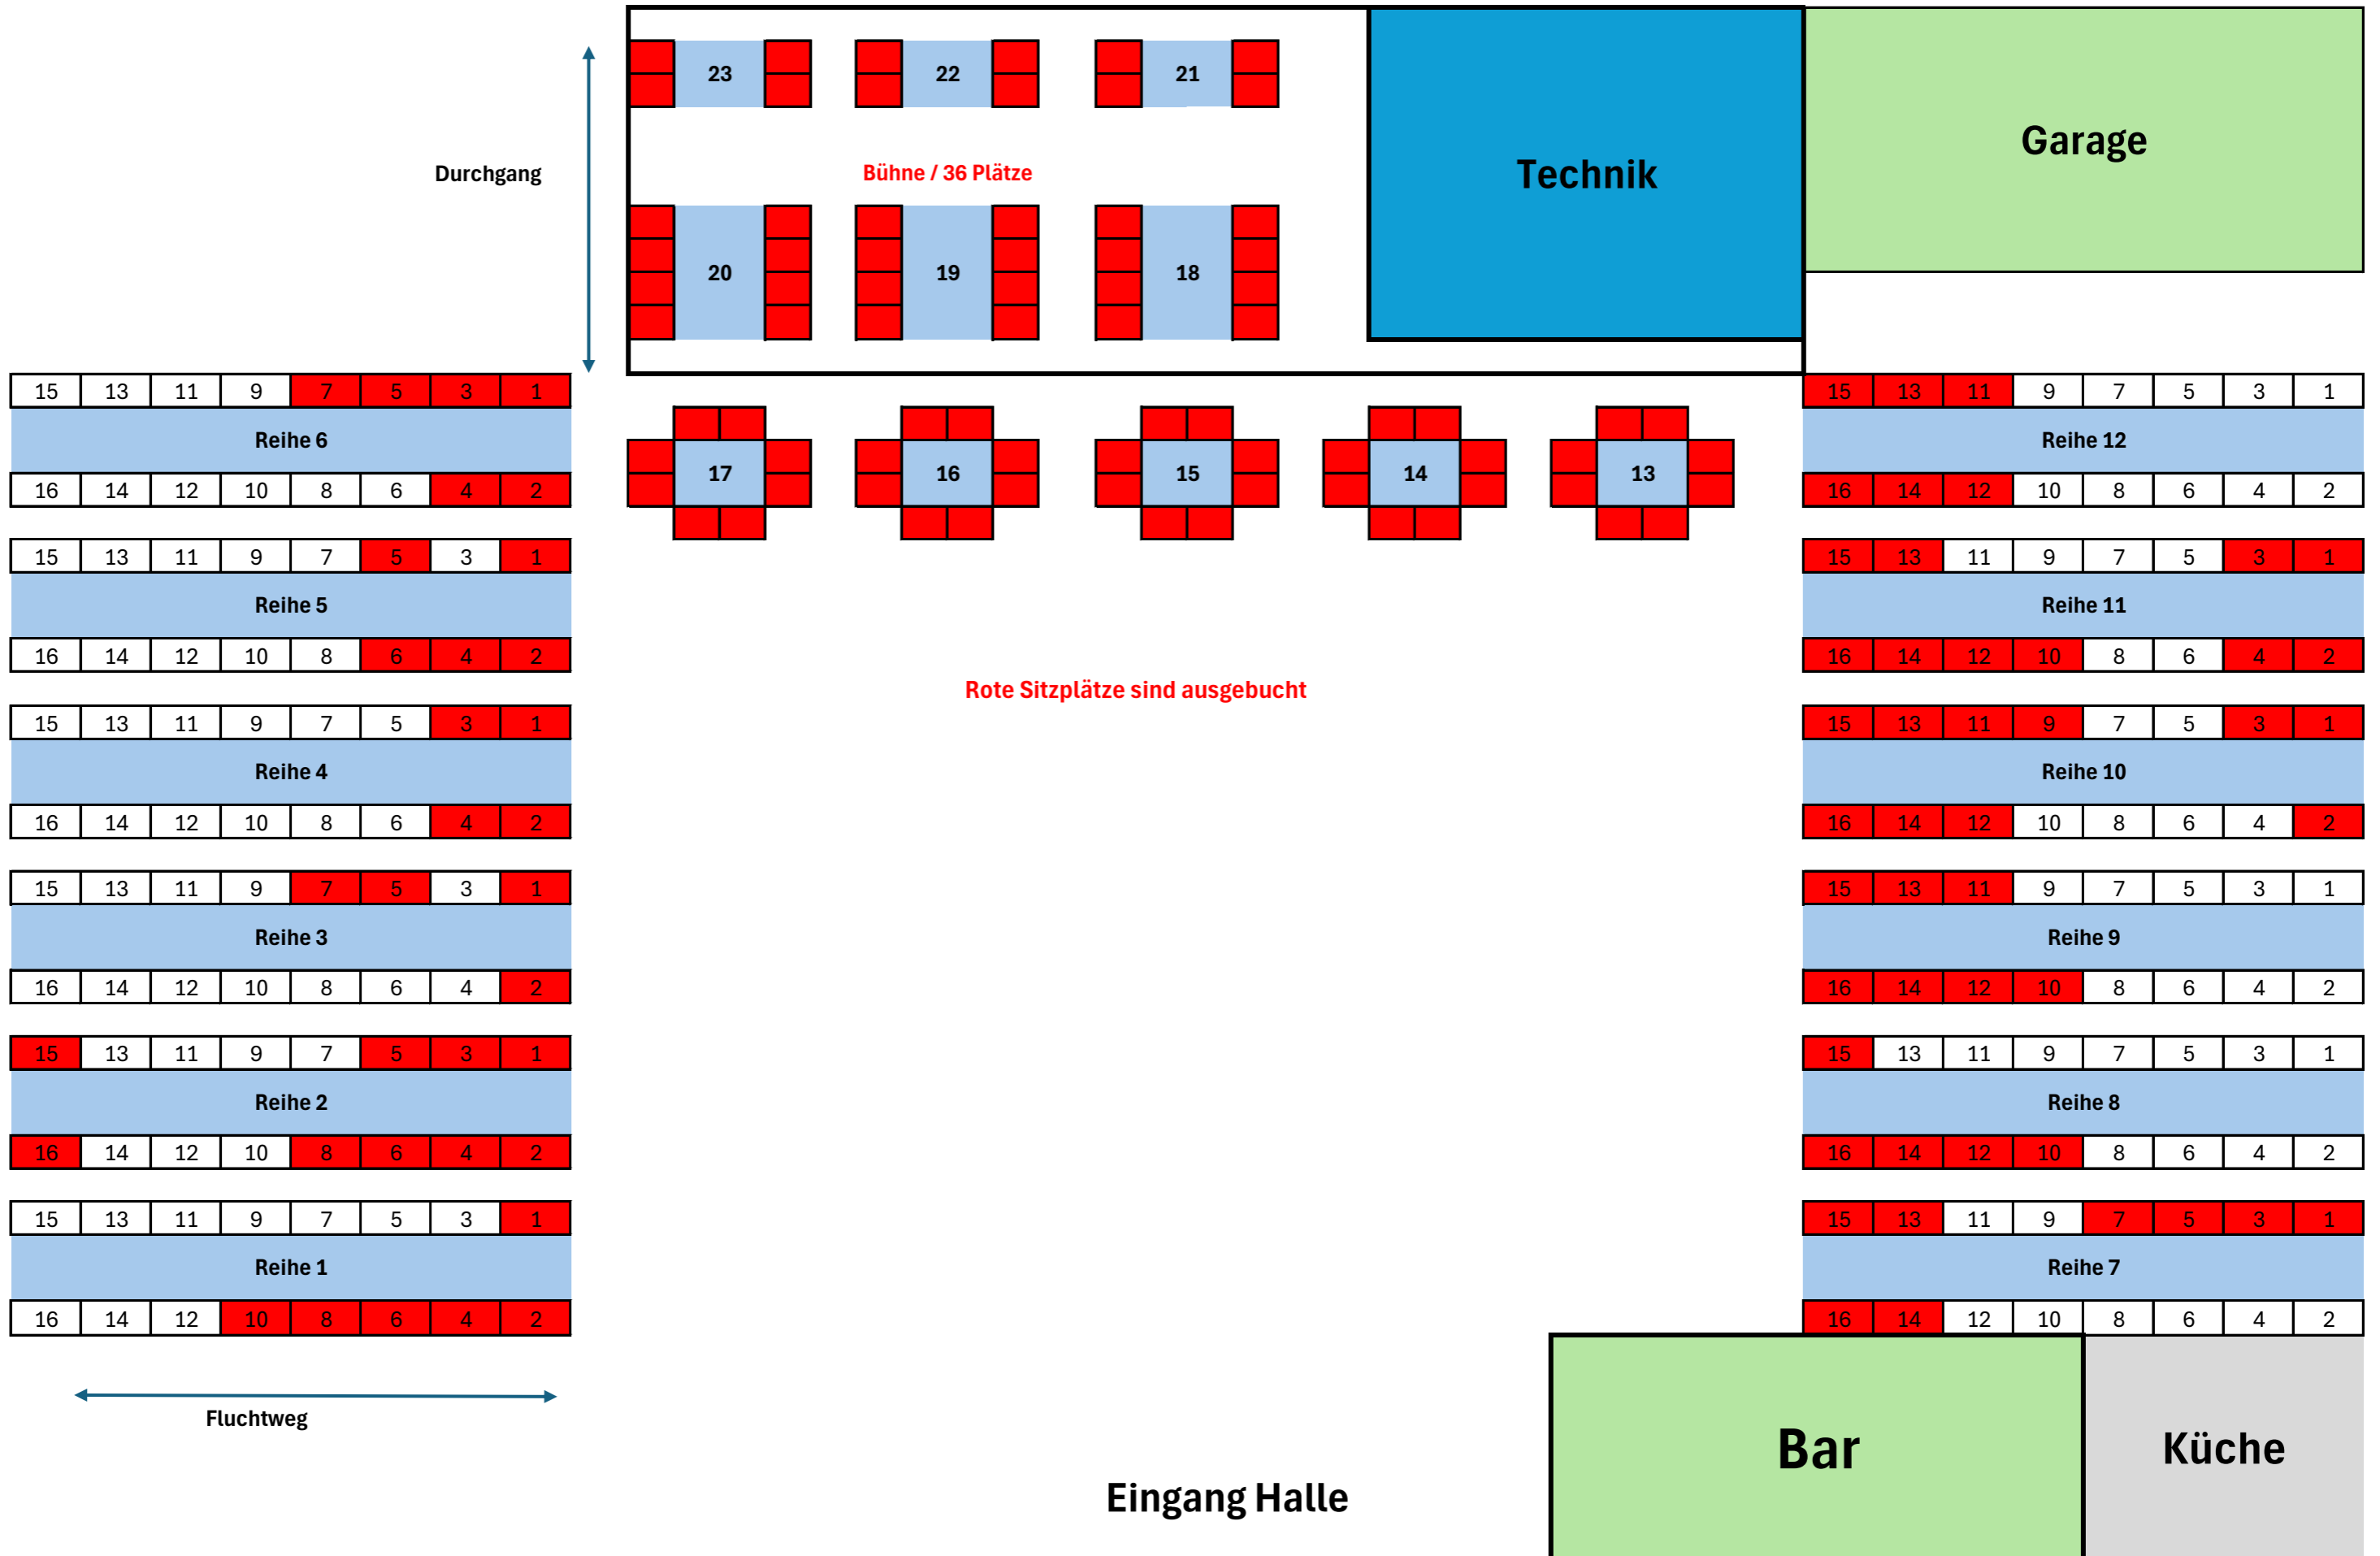 23 22 21
Technik
Garage
Durchgang
Bühne / 36 Plätze
20 19 18
15 13 11 9 7 5 3 1
Reihe 6
16 14 12 10 8 6 4 2
17 16 15 14 13
15 13 11 9 7 5 3 1
Reihe 12
16 14 12 10 8 6 4 2
15 13 11 9 7 5 3 1
Reihe 5
16 14 12 10 8 6 4 2
15 13 11 9 7 5 3 1
Reihe 11
16 14 12 10 8 6 4 2
Rote Sitzplätze sind ausgebucht
15 13 11 9 7 5 3 1
Reihe 4
16 14 12 10 8 6 4 2
15 13 11 9 7 5 3 1
Reihe 10
16 14 12 10 8 6 4 2
15 13 11 9 7 5 3 1
Reihe 3
16 14 12 10 8 6 4 2
15 13 11 9 7 5 3 1
Reihe 9
16 14 12 10 8 6 4 2
15 13 11 9 7 5 3 1
Reihe 2
16 14 12 10 8 6 4 2
15 13 11 9 7 5 3 1
Reihe 8
16 14 12 10 8 6 4 2
15 13 11 9 7 5 3 1
Reihe 1
16 14 12 10 8 6 4 2
15 13 11 9 7 5 3 1
Reihe 7
16 14 12 10 8 6 4 2
Fluchtweg
Bar
Küche
Eingang Halle